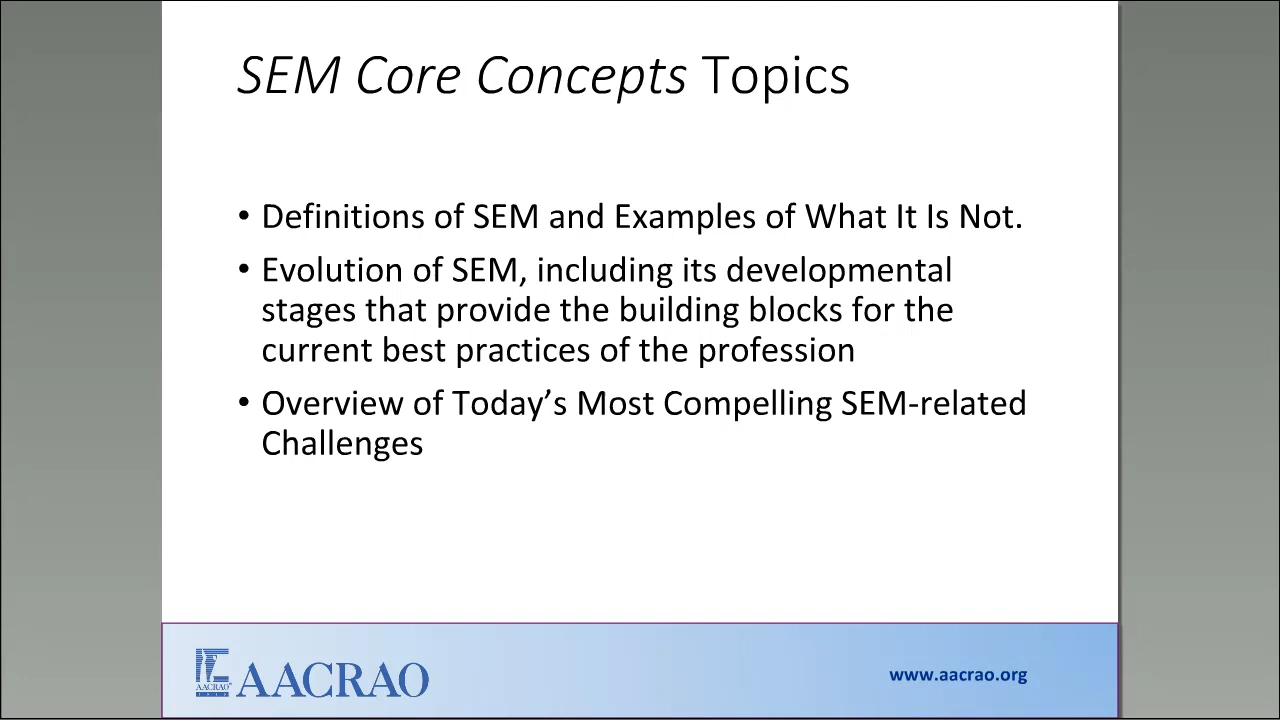 SEM Core Concepts Topics
• Definitions of SEM and Examples of What It Is Not.
• Evolution of SEM, including its developmental
stages that provide the building blocks for the
current best practices of the profession
• Overview of Today’s Most Compelling SEM-related
Challenges
AACRAO
AACRAO
www.aacrao.org